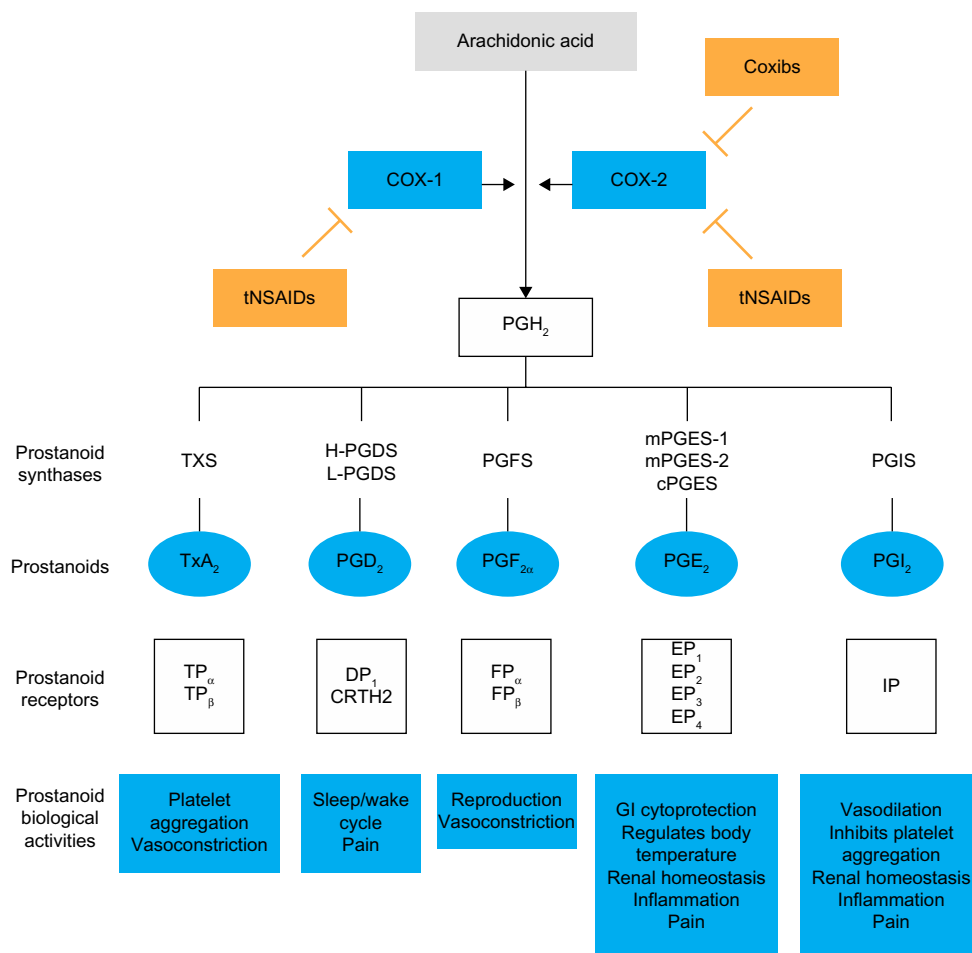 Arachidonic acid
Coxibs
COX-1
COX-2
tNSAIDs
tNSAIDs
PGH₂
Prostanoid
synthases
TXS
H-PGDS
L-PGDS
PGFS
mPGES-1
mPGES-2
cPGES
PGIS
Prostanoids
TxA₂
PGD₂
PGF₂α
PGE₂
PGI₂
Prostanoid
receptors
TPα
TPβ
DP₁
CRTH2
FPα
FPβ
EP₁
EP₂
EP₃
EP₄
IP
Prostanoid
biological
activities
Platelet
aggregation
Vasoconstriction
Sleep/wake
cycle
Pain
Reproduction
Vasoconstriction
GI cytoprotection
Regulates body
temperature
Renal homeostasis
Inflammation
Pain
Vasodilation
Inhibits platelet
aggregation
Renal homeostasis
Inflammation
Pain